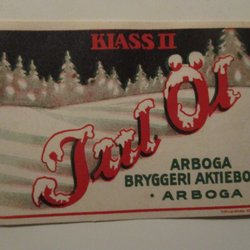 KLASS II
Jul Öl
ARBOGA
BRYGGERI AKTIEBO
· ARBOGA